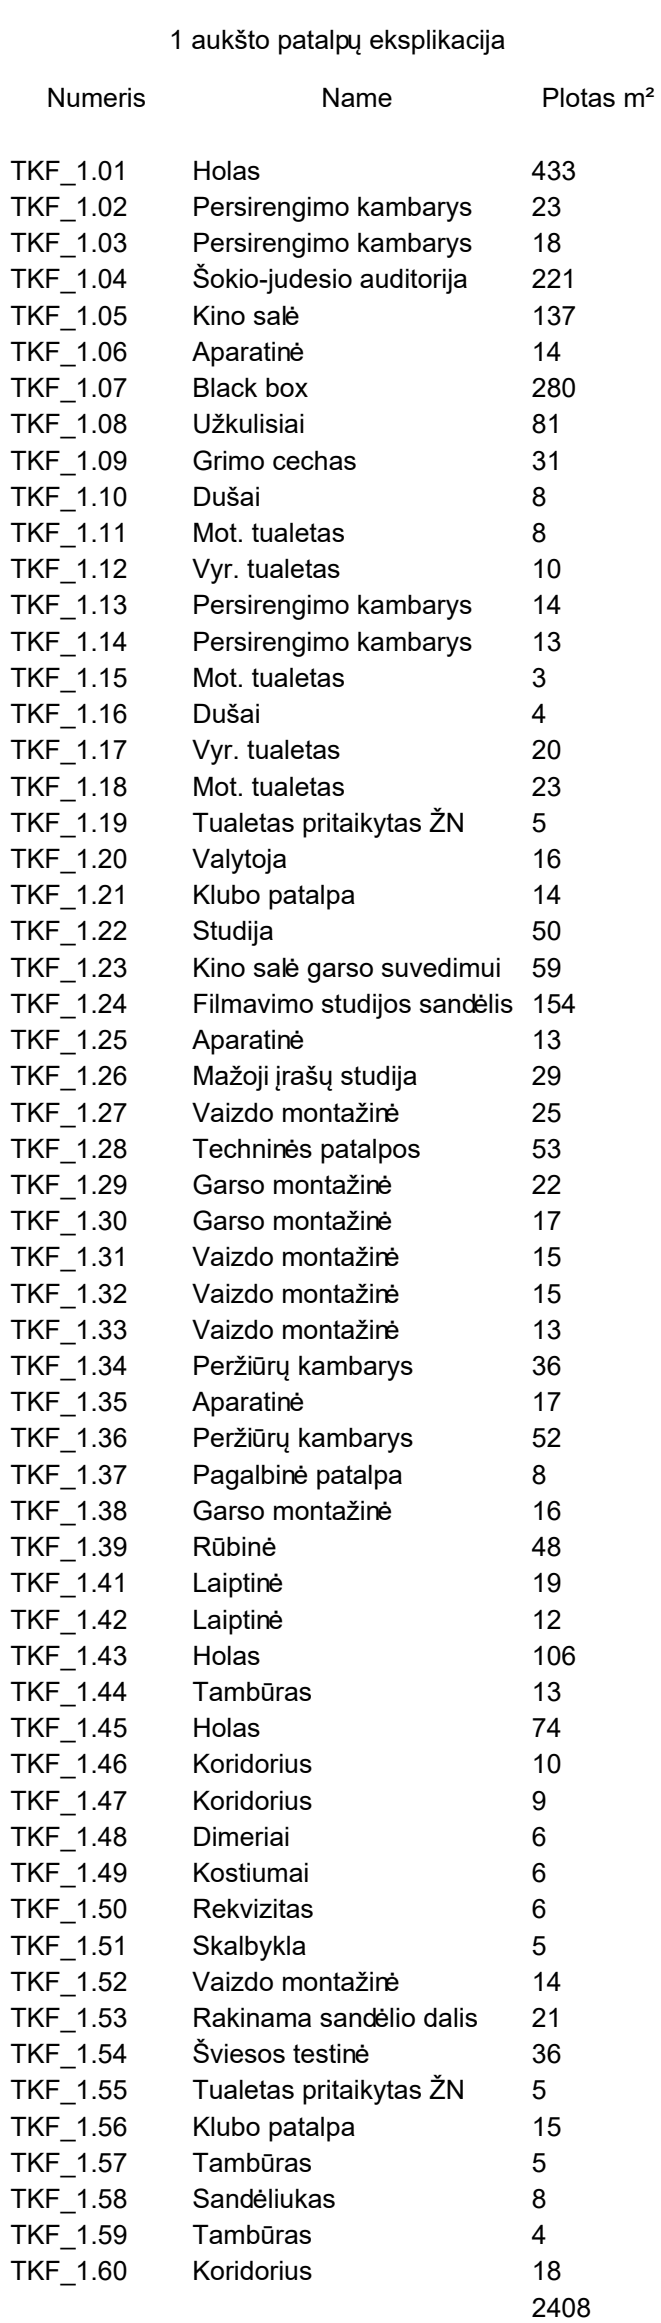 1 aukšto patalpų eksplikacija
Numeris Name Plotas m²
TKF_1.01 Holas 433
TKF_1.02 Persirengimo kambarys 23
TKF_1.03 Persirengimo kambarys 18
TKF_1.04 Šokio-judesio auditorija 221
TKF_1.05 Kino salė 137
TKF_1.06 Aparatinė 14
TKF_1.07 Black box 280
TKF_1.08 Užkulisiai 81
TKF_1.09 Grimo cechas 31
TKF_1.10 Dušai 8
TKF_1.11 Mot. tualetas 8
TKF_1.12 Vyr. tualetas 10
TKF_1.13 Persirengimo kambarys 14
TKF_1.14 Persirengimo kambarys 13
TKF_1.15 Mot. tualetas 3
TKF_1.16 Dušai 4
TKF_1.17 Vyr. tualetas 20
TKF_1.18 Mot. tualetas 23
TKF_1.19 Tualetas pritaikytas ŽN 5
TKF_1.20 Valytoja 16
TKF_1.21 Klubo patalpa 14
TKF_1.22 Studija 50
TKF_1.23 Kino salė garso suvedimui 59
TKF_1.24 Filmavimo studijos sandėlis 154
TKF_1.25 Aparatinė 13
TKF_1.26 Mažoji įrašų studija 29
TKF_1.27 Vaizdo montažinė 25
TKF_1.28 Techninės patalpos 53
TKF_1.29 Garso montažinė 22
TKF_1.30 Garso montažinė 17
TKF_1.31 Vaizdo montažinė 15
TKF_1.32 Vaizdo montažinė 15
TKF_1.33 Vaizdo montažinė 13
TKF_1.34 Peržiūrų kambarys 36
TKF_1.35 Aparatinė 17
TKF_1.36 Peržiūrų kambarys 52
TKF_1.37 Pagalbinė patalpa 8
TKF_1.38 Garso montažinė 16
TKF_1.39 Rūbinė 48
TKF_1.41 Laiptinė 19
TKF_1.42 Laiptinė 12
TKF_1.43 Holas 106
TKF_1.44 Tambūras 13
TKF_1.45 Holas 74
TKF_1.46 Koridorius 10
TKF_1.47 Koridorius 9
TKF_1.48 Dimeriai 6
TKF_1.49 Kostiumai 6
TKF_1.50 Rekvizitas 6
TKF_1.51 Skalbykla 5
TKF_1.52 Vaizdo montažinė 14
TKF_1.53 Rakinama sandėlio dalis 21
TKF_1.54 Šviesos testinė 36
TKF_1.55 Tualetas pritaikytas ŽN 5
TKF_1.56 Klubo patalpa 15
TKF_1.57 Tambūras 5
TKF_1.58 Sandėliukas 8
TKF_1.59 Tambūras 4
TKF_1.60 Koridorius 18
2408